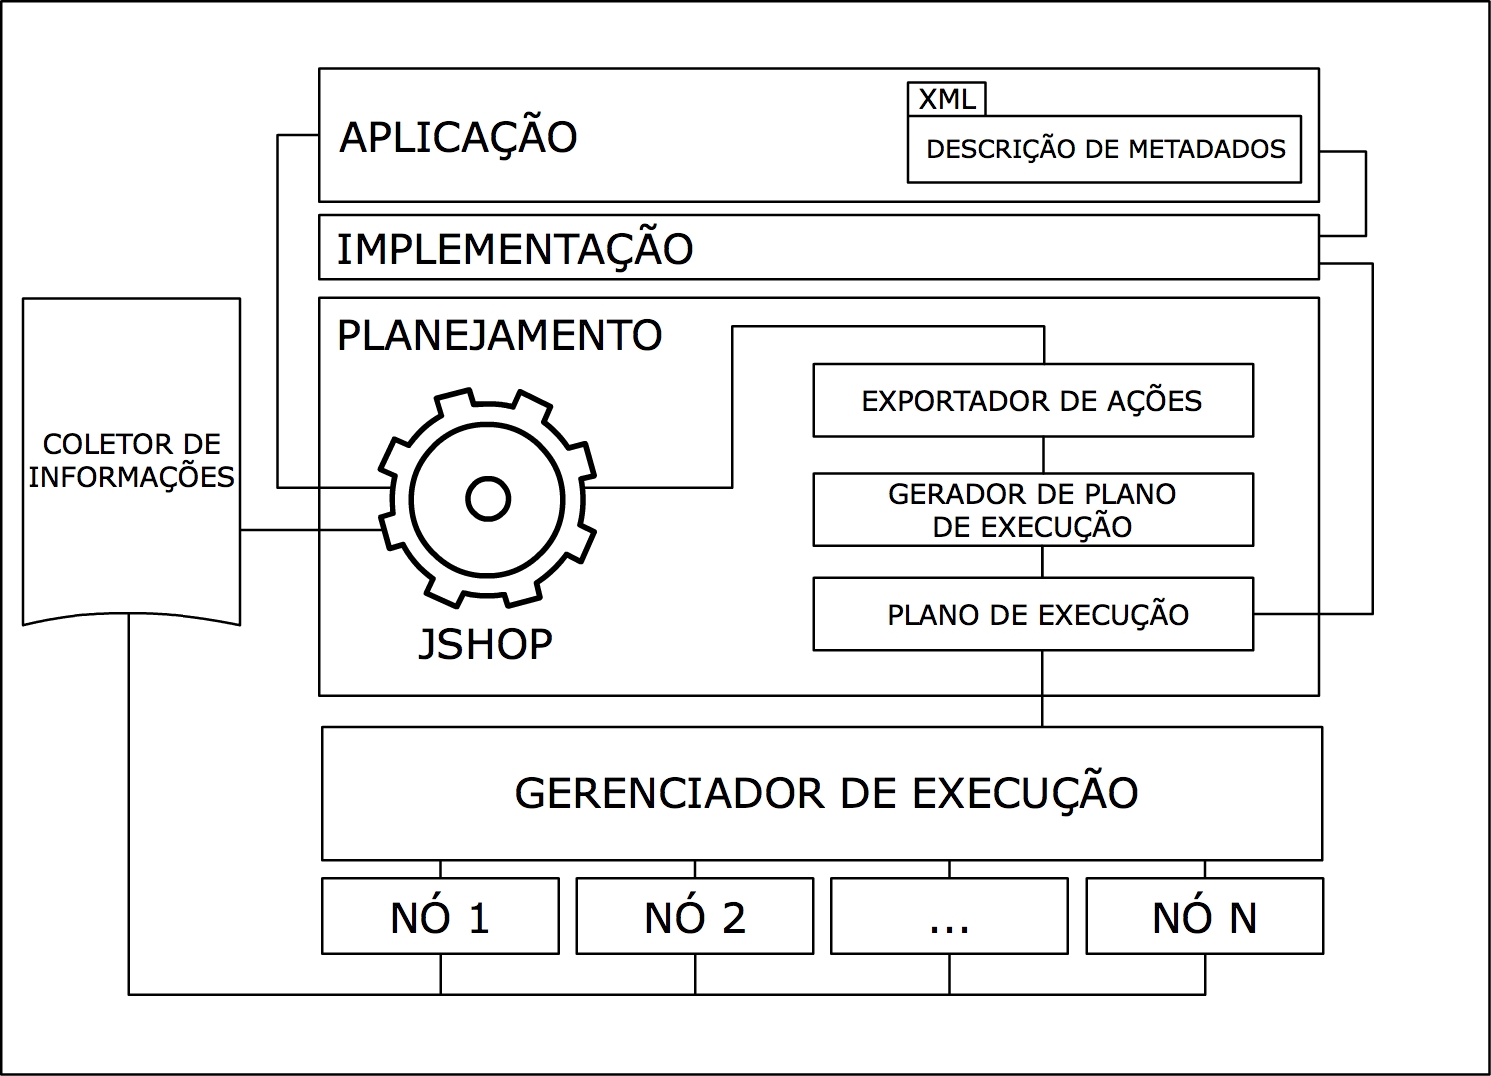 XML
APLICAÇÃO
DESCRIÇÃO DE METADADOS
IMPLEMENTAÇÃO
PLANEJAMENTO
COLETOR DE
INFORMAÇÕES
JSHOP
EXPORTADOR DE AÇÕES
GERADOR DE PLANO
DE EXECUÇÃO
PLANO DE EXECUÇÃO
GERENCIADOR DE EXECUÇÃO
NÓ 1
NÓ 2
...
NÓ N